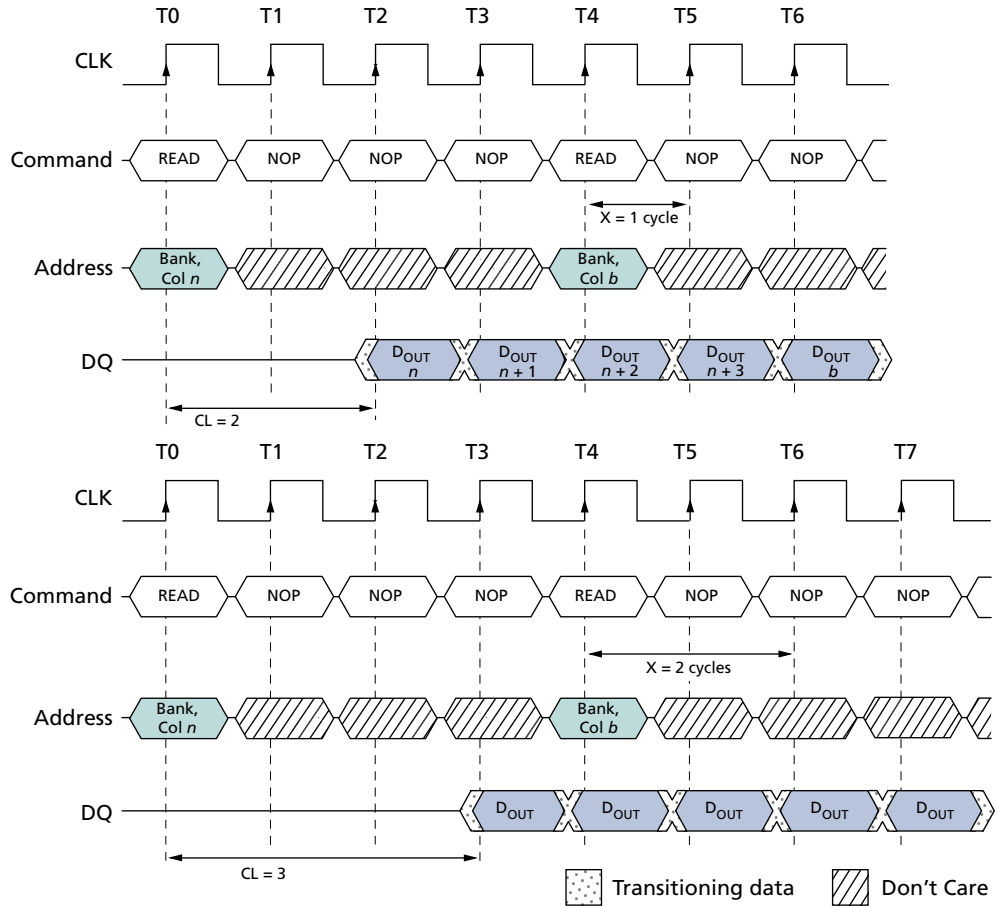 T0 T1 T2 T3 T4 T5 T6
CLK
Command READ NOP NOP NOP READ NOP NOP
X = 1 cycle
Address Bank, Col n Bank, Col b
DQ DOUT n DOUT n + 1 DOUT n + 2 DOUT n + 3 DOUT b
CL = 2
T0 T1 T2 T3 T4 T5 T6 T7
CLK
Command READ NOP NOP NOP READ NOP NOP NOP
X = 2 cycles
Address Bank, Col n Bank, Col b
DQ DOUT DOUT DOUT DOUT DOUT
CL = 3
Transitioning data Don't Care